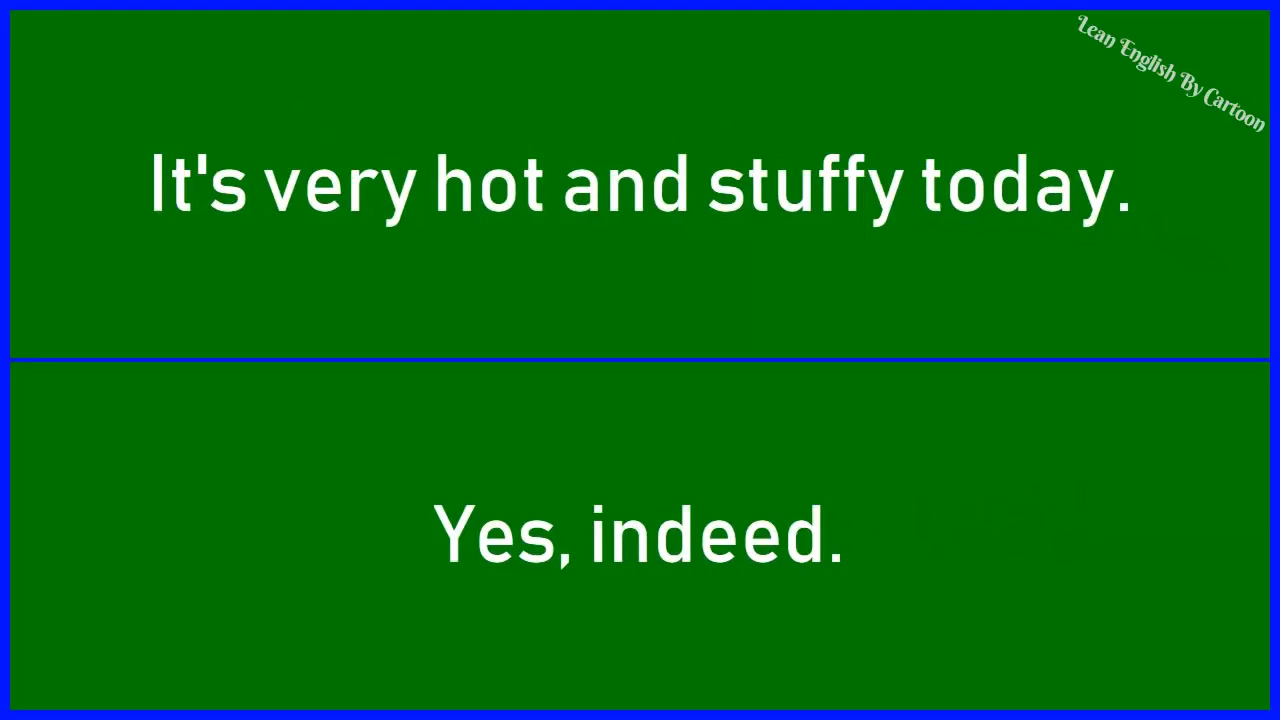 Lean English By Cartoon
It's very hot and stuffy today.
Yes, indeed.